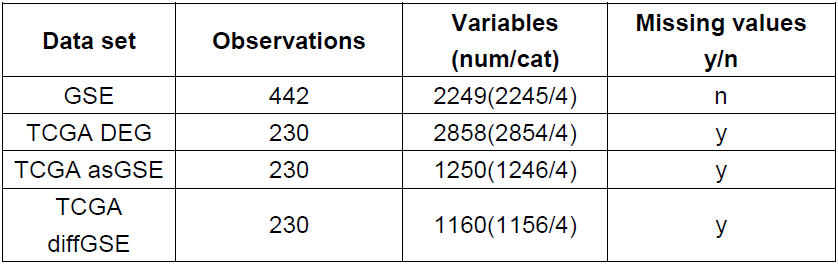 Data set Observations Variables (num/cat) Missing values y/n
GSE 442 2249(2245/4) n
TCGA DEG 230 2858(2854/4) y
TCGA asGSE 230 1250(1246/4) y
TCGA diffGSE 230 1160(1156/4) y